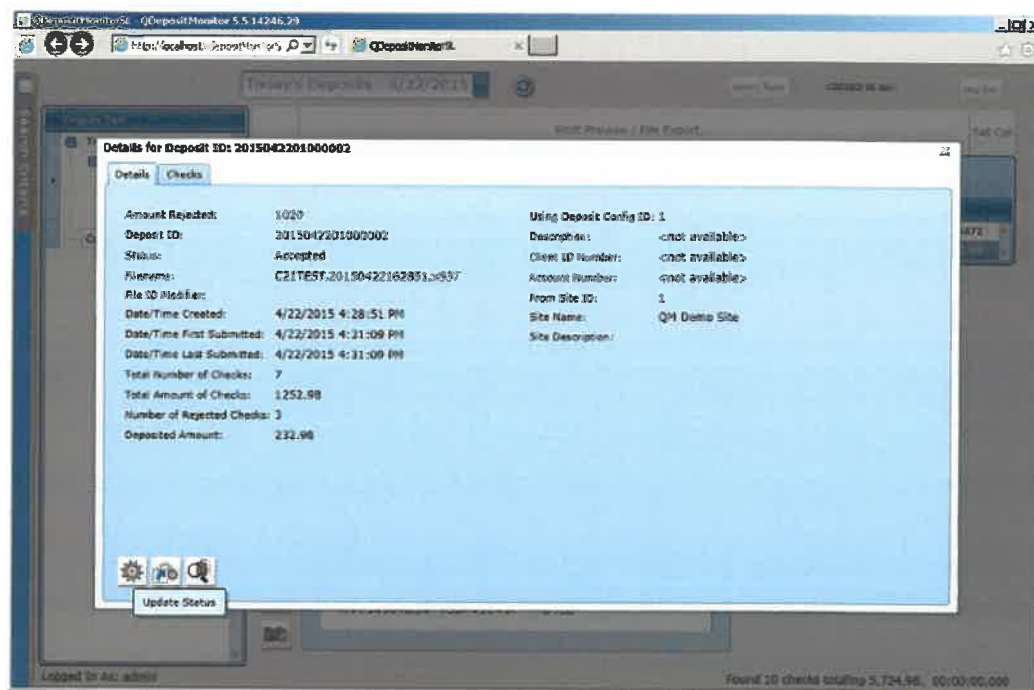 QDepositMonitorSL - QDepositMonitor 5.5.14246.29
QDepositMonitorSL
Today's Deposits 4/22/2015
Post Preview / File Export
Details for Deposit ID: 2015042201000002
Details Checks
Amount Rejected: 1020
Deposit ID: 2015042201000002
Status: Accepted
Filename: C21TEST.20150422162851.x937
File ID Modifier:
Date/Time Created: 4/22/2015 4:28:51 PM
Date/Time First Submitted: 4/22/2015 4:31:09 PM
Date/Time Last Submitted: 4/22/2015 4:31:09 PM
Total Number of Checks: 7
Total Amount of Checks: 1252.98
Number of Rejected Checks: 3
Deposited Amount: 232.98
Using Deposit Config ID: 1
Description: <not available>
Client ID Number: <not available>
Account Number: <not available>
From Site ID: 1
Site Name: QM Demo Site
Site Description:
Update Status
Logged In As: admin
Found 20 checks totaling 5,724.98, 00:00:00.000